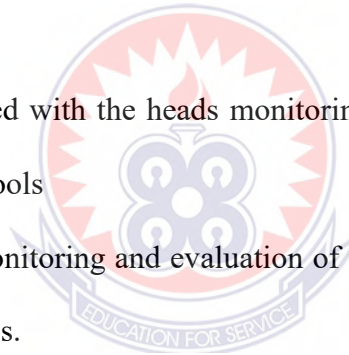 ed with the heads monitorin
ools
onitoring and evaluation of
EDUCATION FOR SERVICE
s.